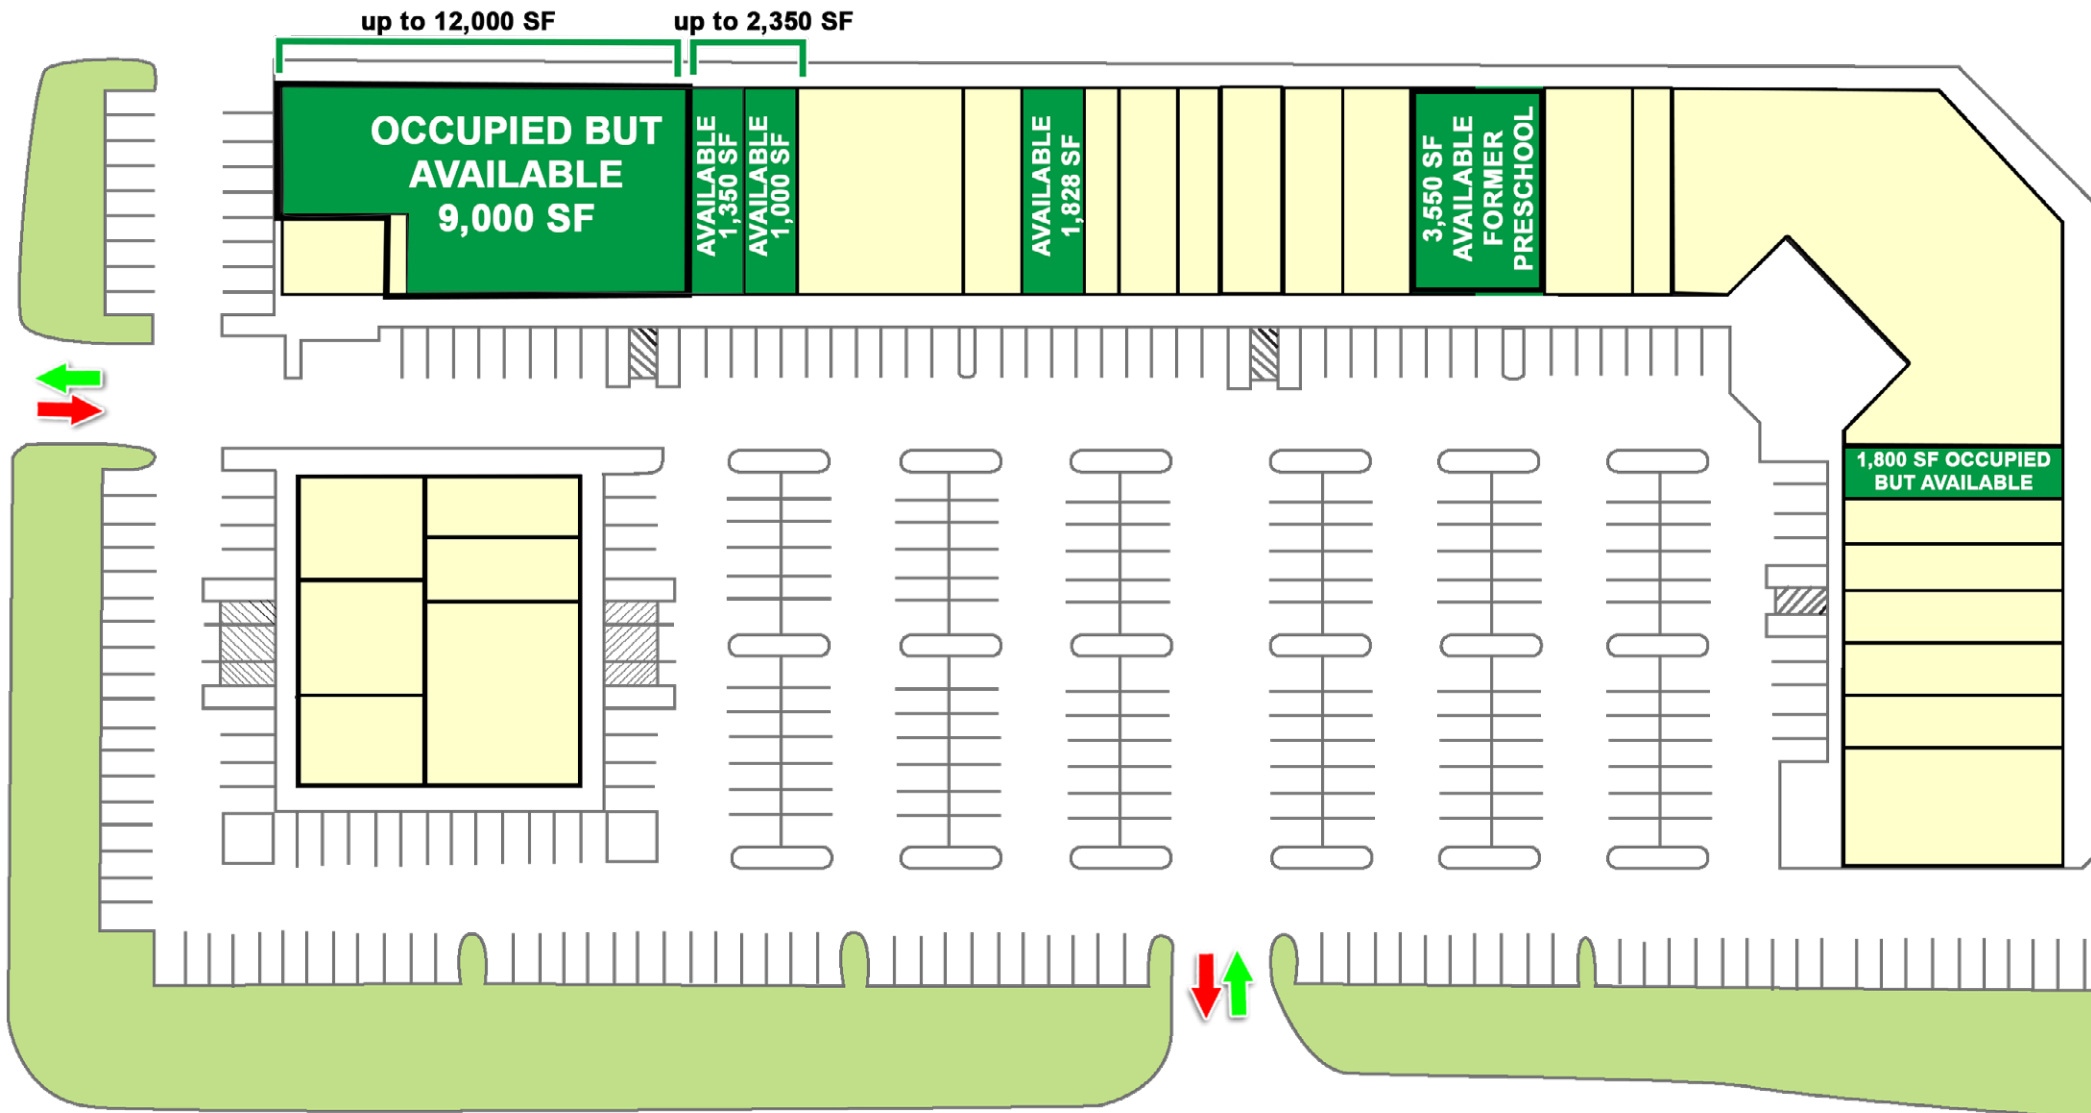 up to 12,000 SF
up to 2,350 SF
OCCUPIED BUT
AVAILABLE
9,000 SF
AVAILABLE
1,350 SF
AVAILABLE
1,000 SF
AVAILABLE
1,828 SF
3,550 SF
AVAILABLE
FORMER
PRESCHOOL
1,800 SF OCCUPIED
BUT AVAILABLE